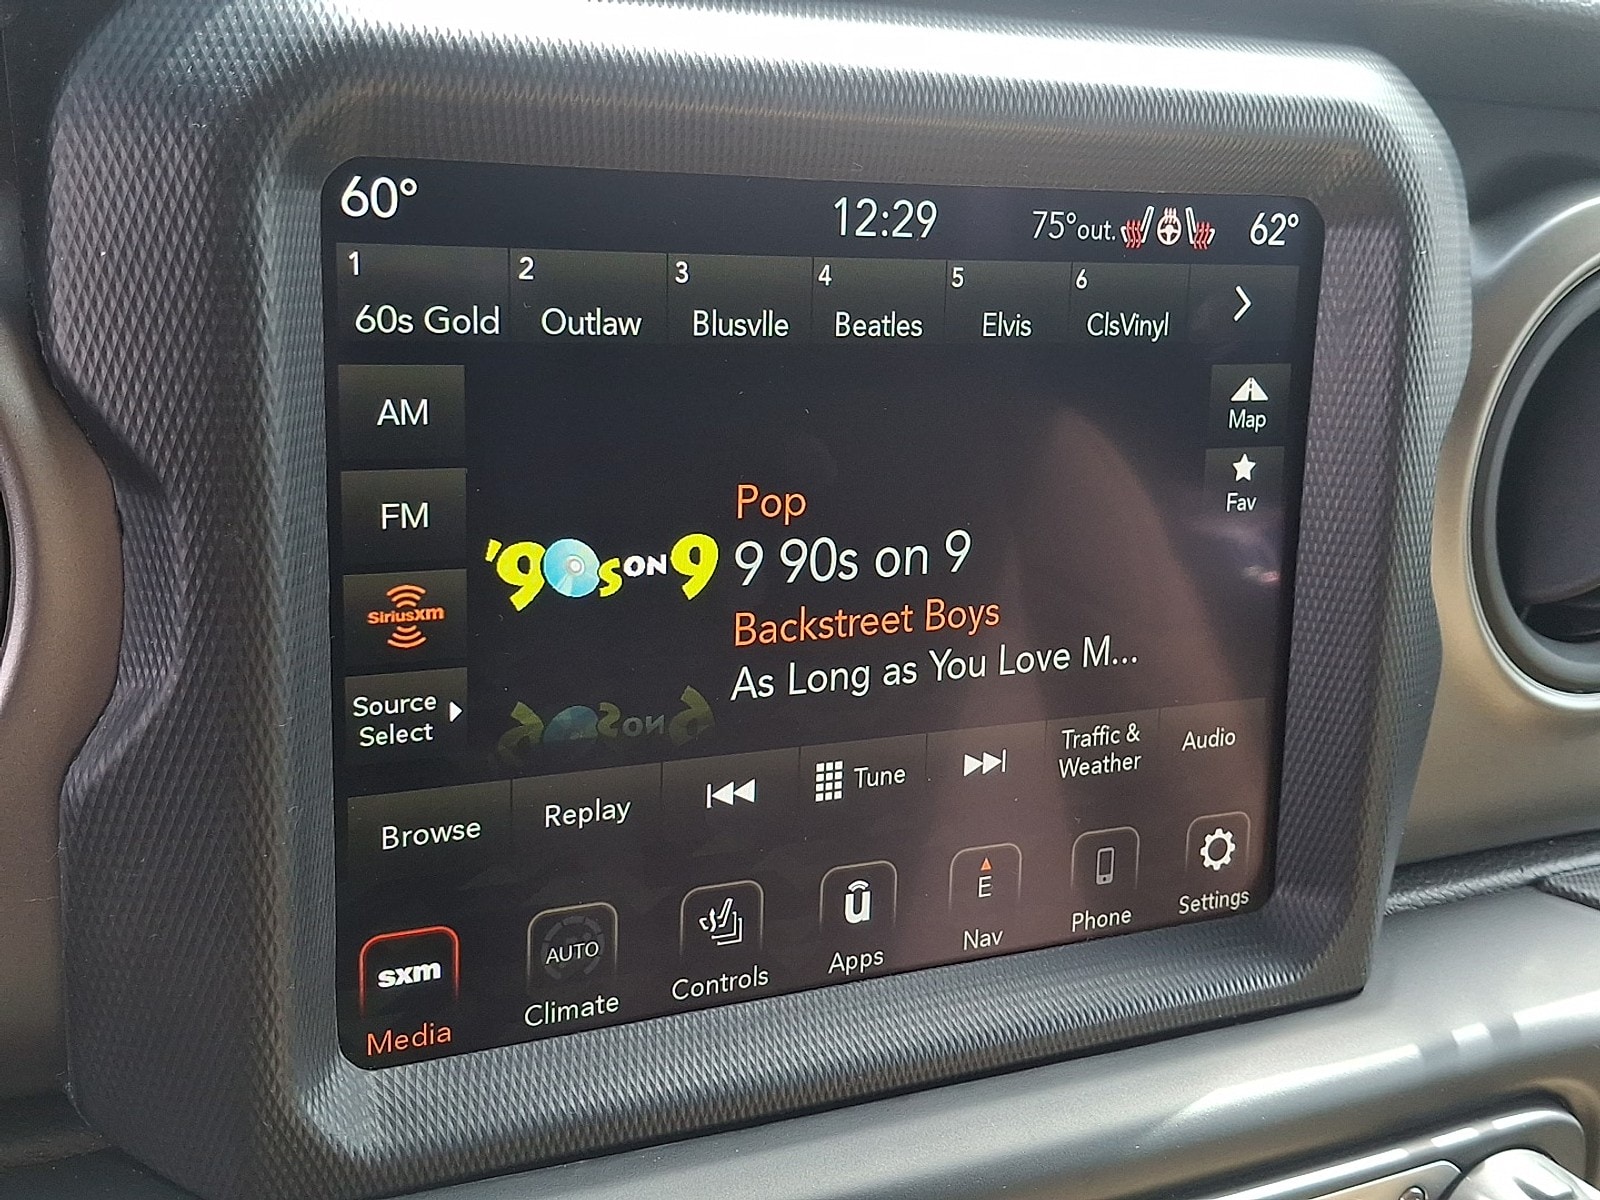 60°
12:29
75°out.
62°
1
60s Gold
2
Outlaw
3
Blusvlle
4
Beatles
5
Elvis
6
ClsVinyl
AM
FM
SiriusXM
Source
Select
Map
Fav
'90s ON 9
Pop
9 90s on 9
Backstreet Boys
As Long as You Love M...
Browse
Replay
Tune
Traffic &
Weather
Audio
sxm
Media
AUTO
Climate
Controls
u
Apps
E
Nav
Phone
Settings